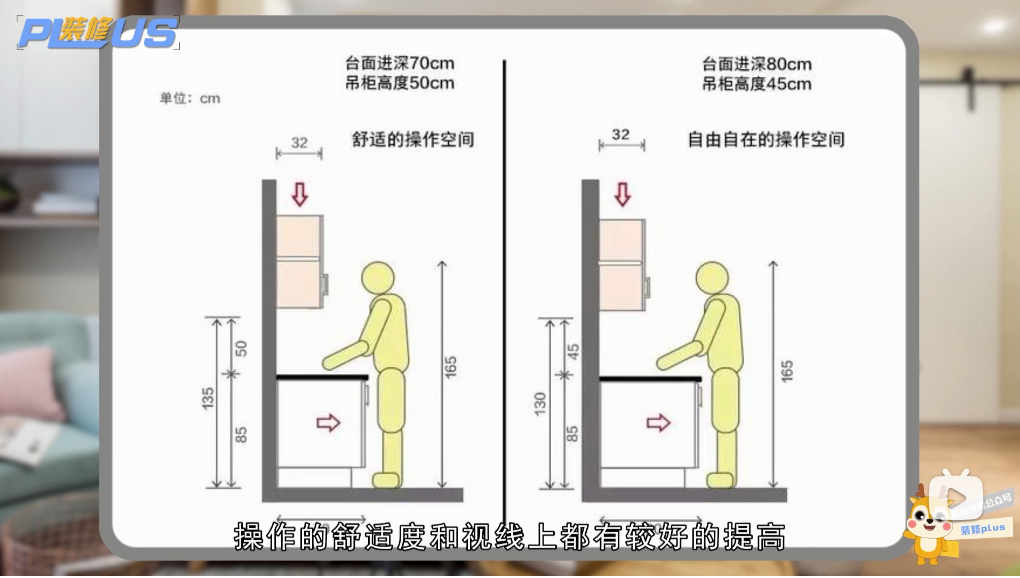 装修
PLUS
台面进深70cm
吊柜高度50cm
台面进深80cm
吊柜高度45cm
单位：cm
32
舒适的操作空间
32
自由自在的操作空间
50
135
85
165
45
130
85
165
操作的舒适度和视线上都有较好的提高
公众号
装修plus